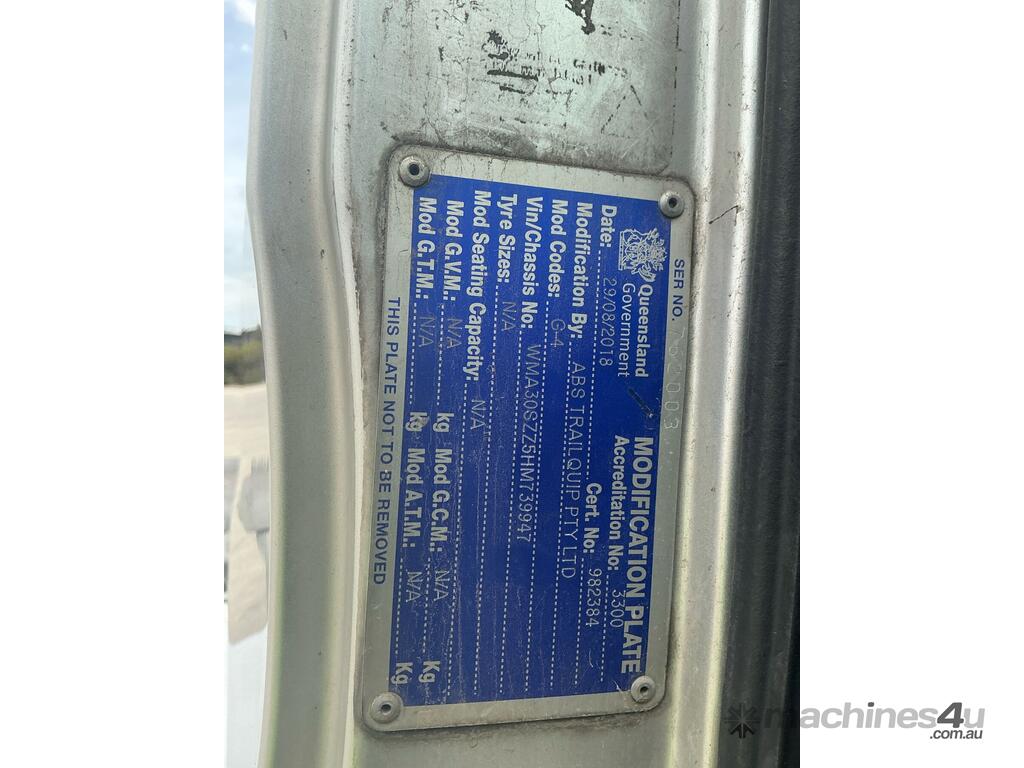 SER NO.
Queensland
Government
MODIFICATION PLATE
Accreditation No: 3300
Date: 29/08/2018 Cert. No: 982384
Modification By: ABS TRAILQUIP PTY LTD
Mod Codes: G-4
Vin/Chassis No: WMA30SZZ5HM739947
Tyre Sizes: N/A
Mod Seating Capacity: N/A
Mod G.V.M.: N/A kg Mod G.C.M.: N/A Kg
Mod G.T.M.: N/A kg Mod A.T.M.: N/A Kg
THIS PLATE NOT TO BE REMOVED
machines4u
.com.au